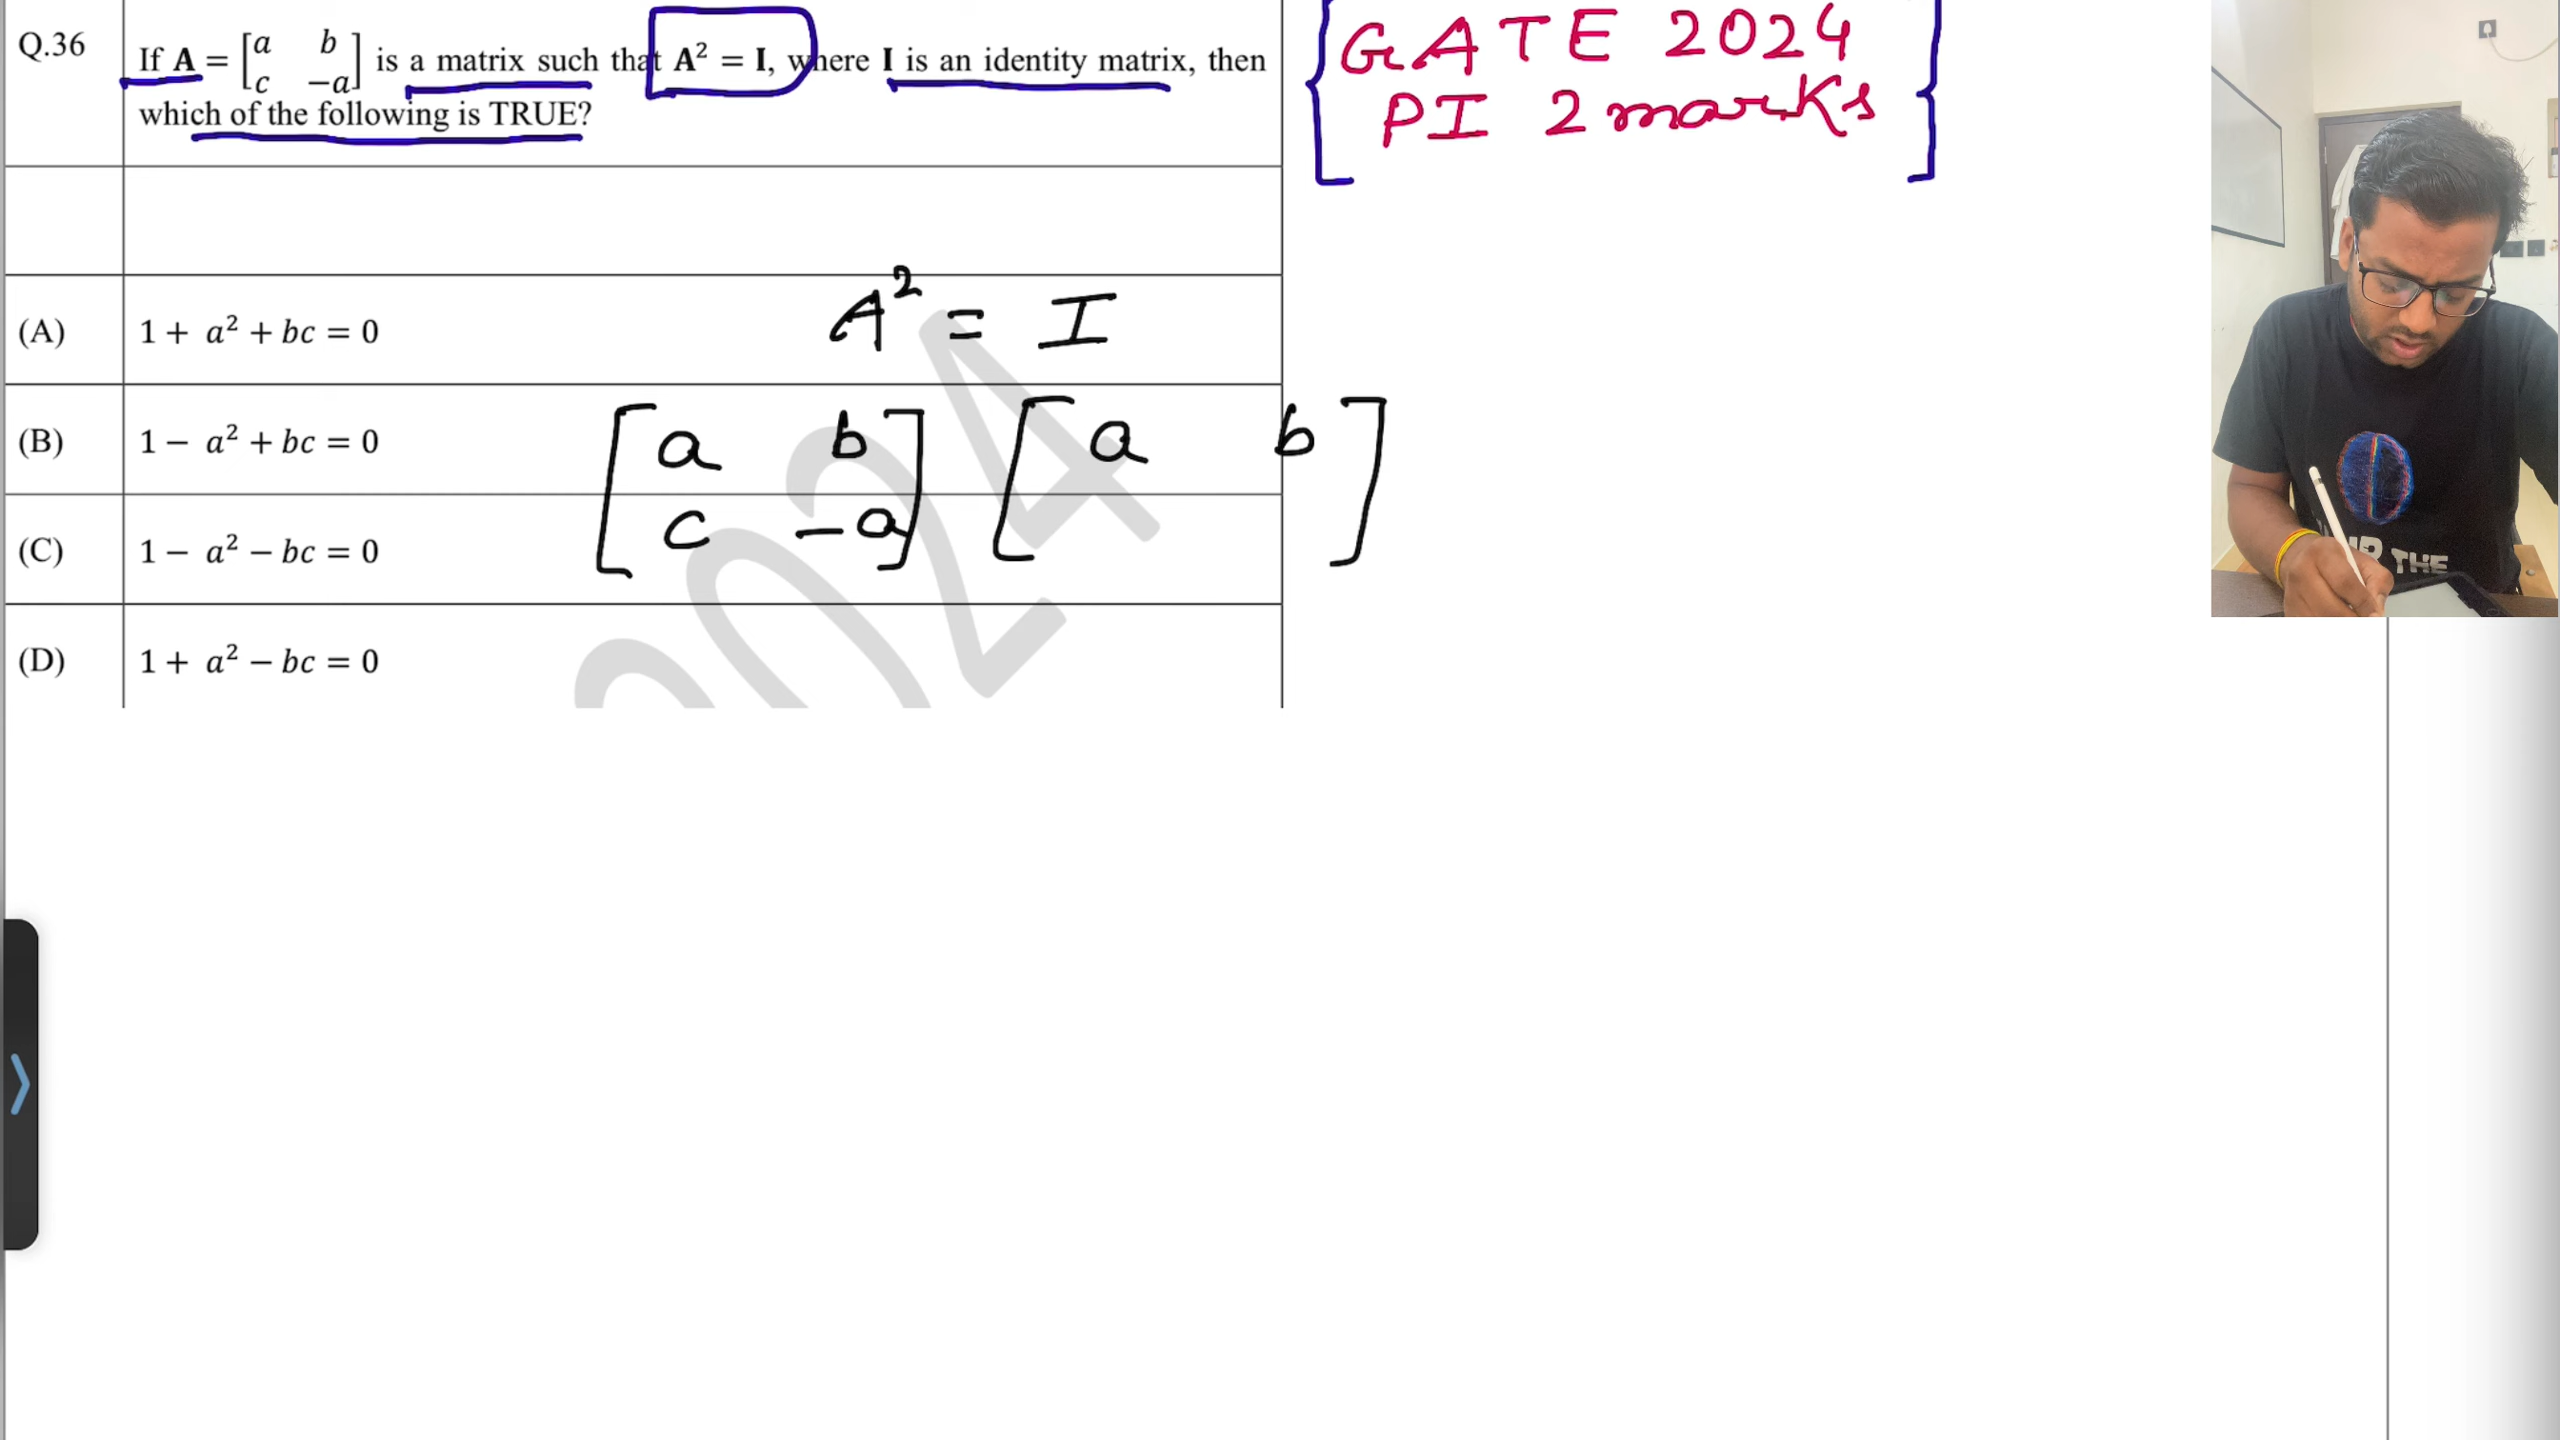 Q.36 If A = [a b
c −a] is a matrix such that A² = I, where I is an identity matrix, then
which of the following is TRUE?
GATE 2024
PI 2 marks
(A) 1 + a² + bc = 0
(B) 1 − a² + bc = 0
(C) 1 − a² − bc = 0
(D) 1 + a² − bc = 0
A² = I
[a b] [a b]
[c −a]
2024
THE